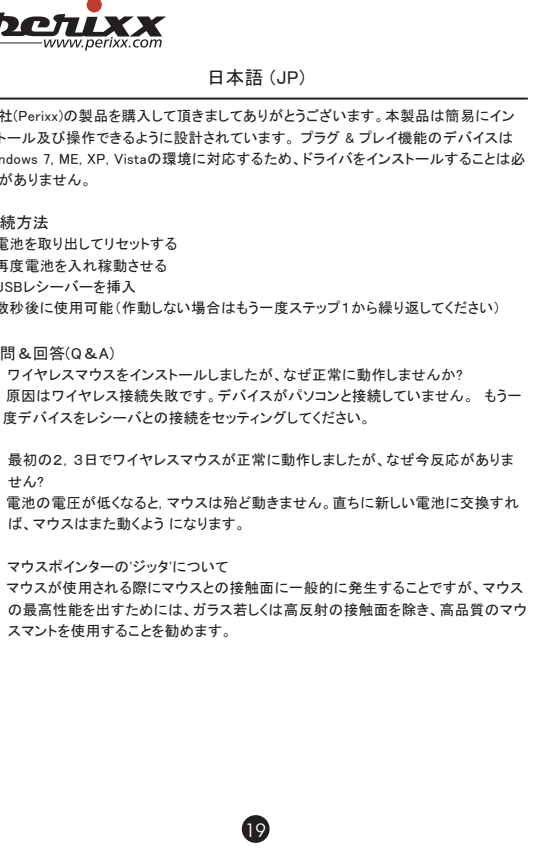 perixx
www.perixx.com
日本語 (JP)
社(Perixx)の製品を購入して頂きましてありがとうございます。本製品は簡易にイン
トール及び操作できるように設計されています。 プラグ & プレイ機能のデバイスは
ndows 7, ME, XP, Vistaの環境に対応するため、ドライバをインストールすることは必
がありません。
続方法
電池を取り出してリセットする
再度電池を入れ稼動させる
USBレシーバーを挿入
数秒後に使用可能(作動しない場合はもう一度ステップ1から繰り返してください)
問&回答(Q&A)
ワイヤレスマウスをインストールしましたが、なぜ正常に動作しませんか?
原因はワイヤレス接続失敗です。デバイスがパソコンと接続していません。 もう一
度デバイスをレシーバとの接続をセッティングしてください。
最初の2, 3日でワイヤレスマウスが正常に動作しましたが、なぜ今反応がありま
せん?
電池の電圧が低くなると, マウスは殆ど動きません。直ちに新しい電池に交換すれ
ば、マウスはまた動くよう になります。
マウスポインターの'ジッタ'について
マウスが使用される際にマウスとの接触面に一般的に発生することですが、マウス
の最高性能を出すためには、ガラス若しくは高反射の接触面を除き、高品質のマウ
スマントを使用することを勧めます。
19